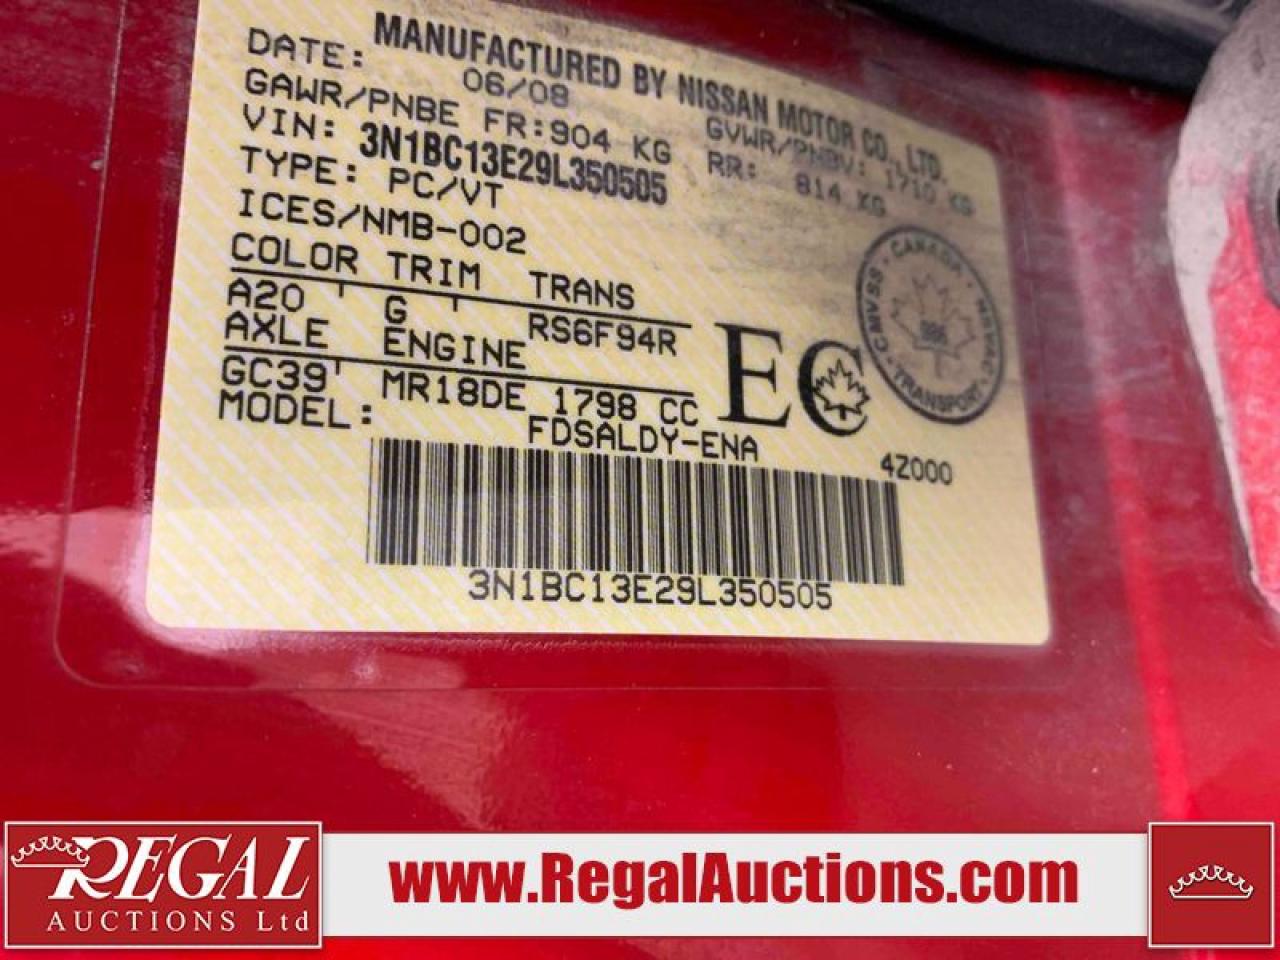 MANUFACTURED BY NISSAN MOTOR CO., LTD.
DATE: 06/08 GVWR/PNBV: 1710 KG
GAWR/PNBE FR:904 KG RR: 814 KG
VIN: 3N1BC13E29L350505
TYPE: PC/VT
ICES/NMB-002
COLOR TRIM TRANS
A20 G RS6F94R
AXLE ENGINE
GC39 MR18DE 1798 CC
MODEL: FDSALDY-ENA
EC
CANADA
CMVSS NSVAC
TRANSPORT
4Z000
3N1BC13E29L350505
REGAL
AUCTIONS Ltd
www.RegalAuctions.com